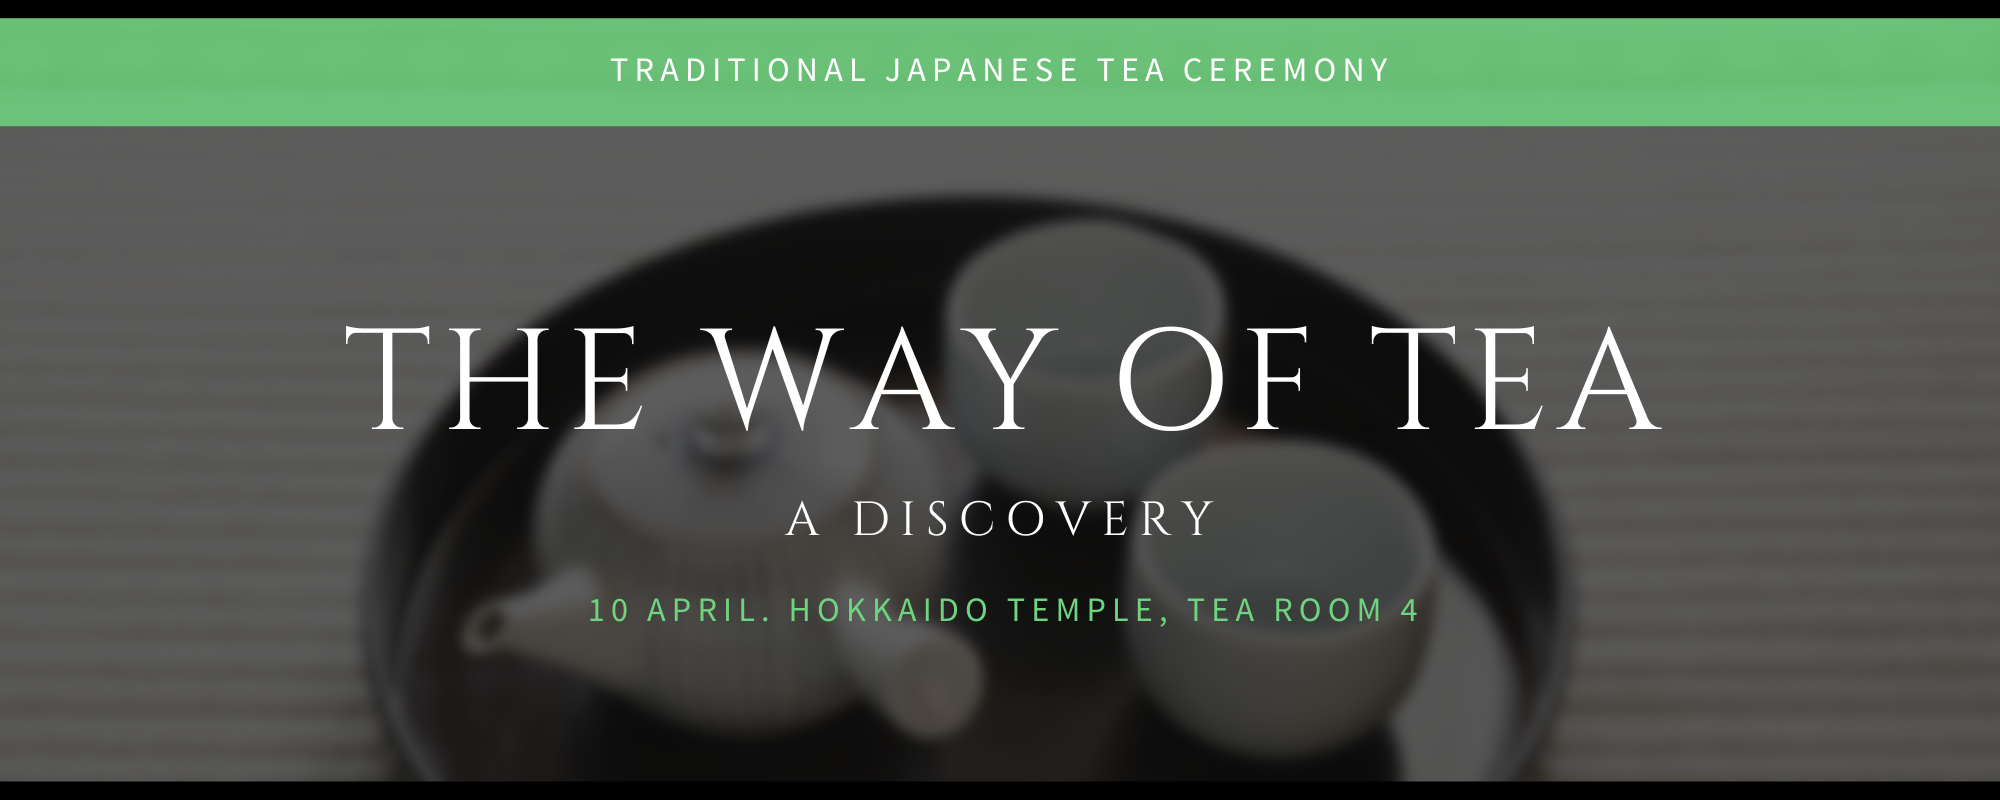 TRADITIONAL JAPANESE TEA CEREMONY
THE WAY OF TEA
A DISCOVERY
10 APRIL. HOKKAIDO TEMPLE, TEA ROOM 4